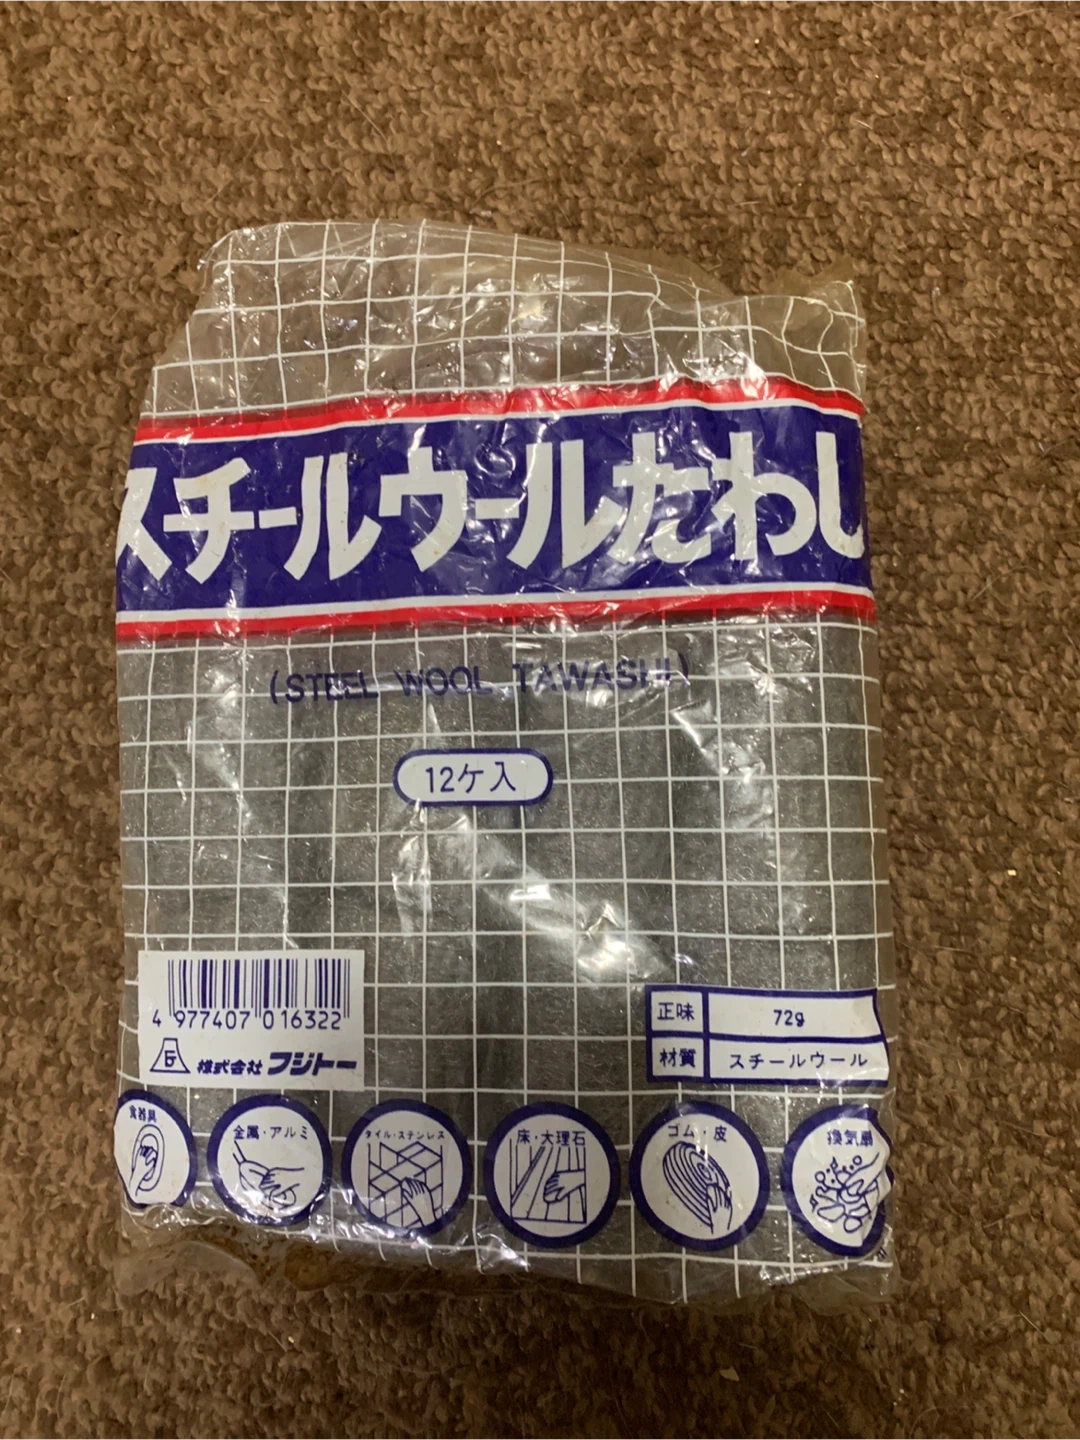 スチールウールたわし
(STEEL WOOL TAWASHI)
12ケ入
4 977407 016322
株式会社 フジトー
正味 72g
材質 スチールウール
食器具
金属・アルミ
タイル・ステンレス
床・大理石
ゴム・皮
換気扇